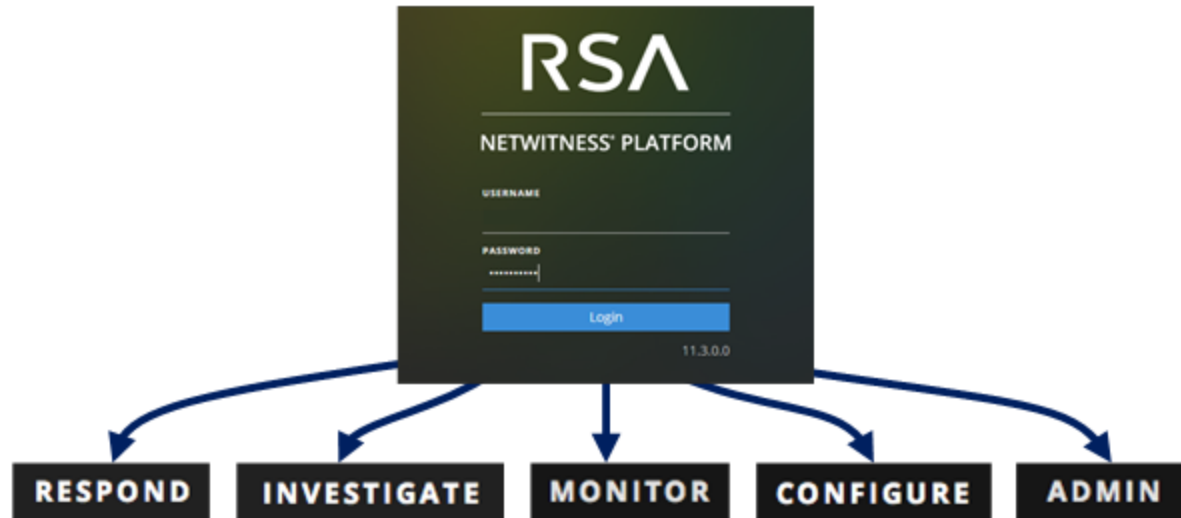 RSA
NETWITNESS® PLATFORM
USERNAME
PASSWORD
••••••••••
Login
11.3.0.0
RESPOND
INVESTIGATE
MONITOR
CONFIGURE
ADMIN